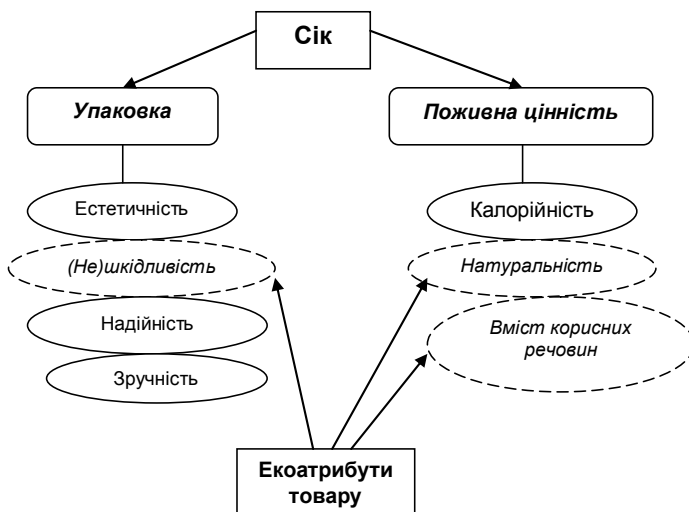 Сік
Упаковка
Поживна цінність
Естетичність
Калорійність
(Не)шкідливість
Натуральність
Надійність
Вміст корисних
речовин
Зручність
Екоатрибути
товару